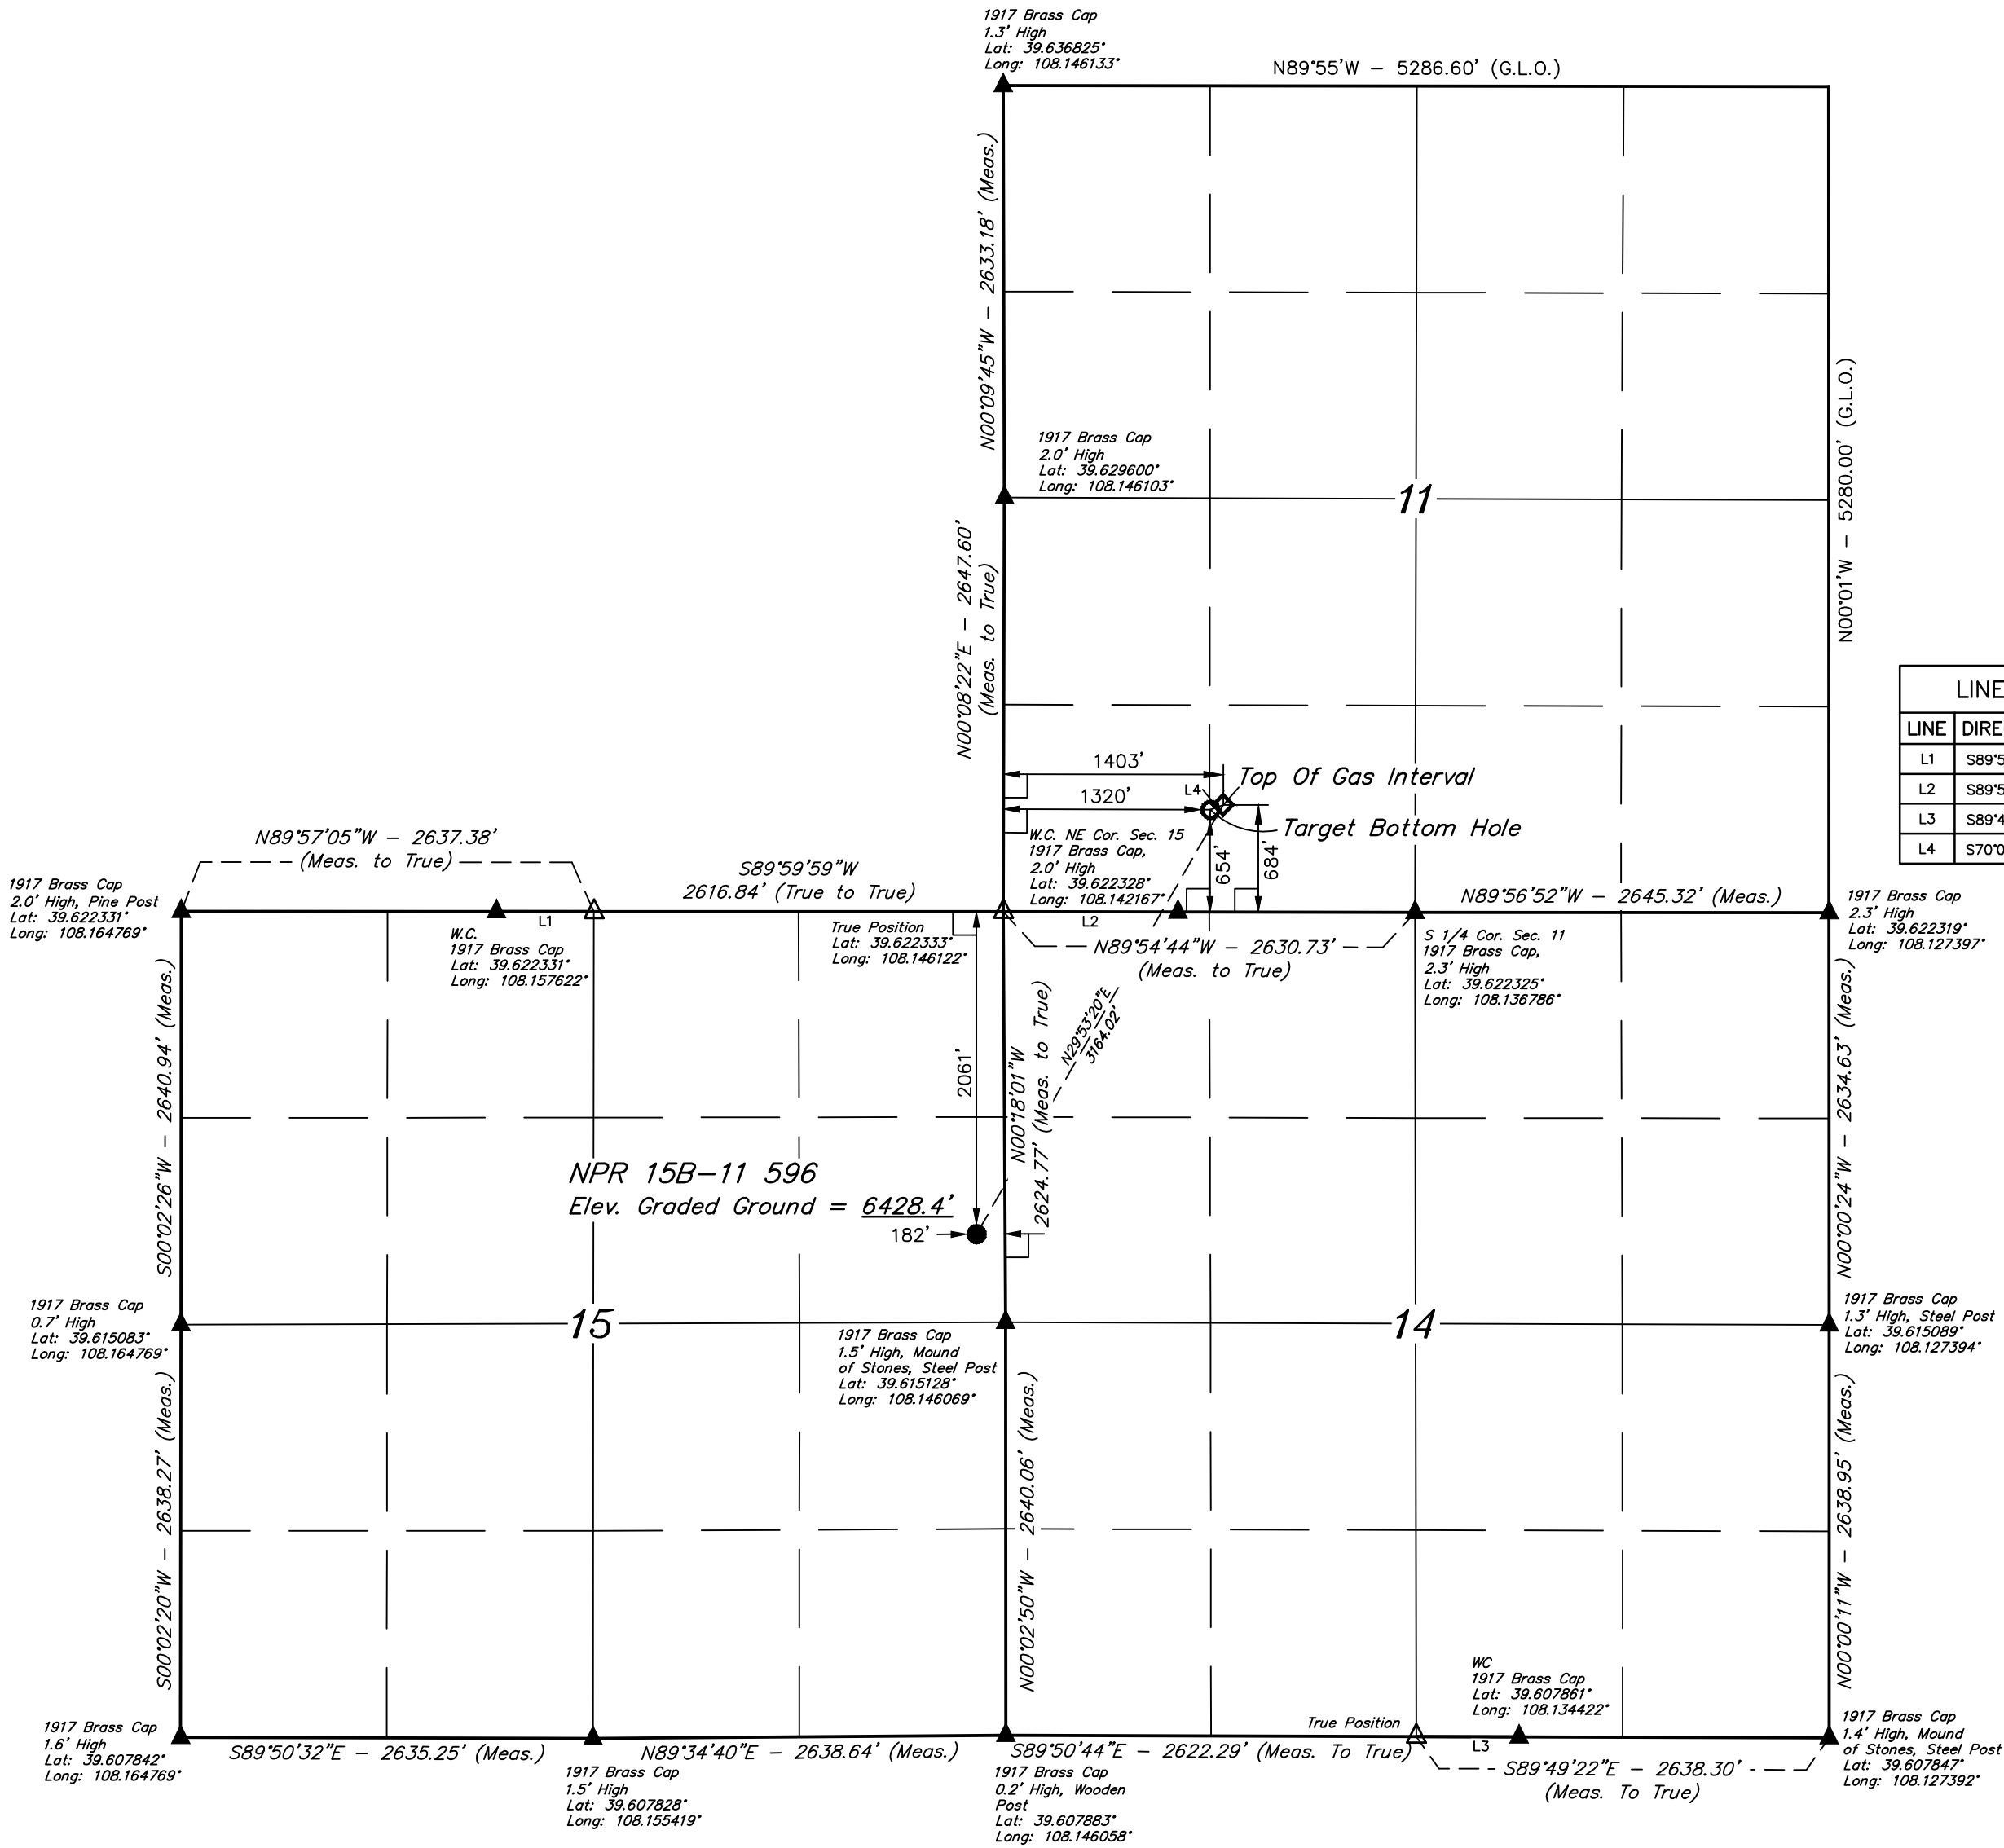 1917 Brass Cap
1.3' High
Lat: 39.636825°
Long: 108.146133°
N89°55'W - 5286.60' (G.L.O.)
N00°09'45"W - 2633.18' (Meas.)
1917 Brass Cap
2.0' High
Lat: 39.629600°
Long: 108.146103°
11
N00°01'W - 5280.00' (G.L.O.)
N00°08'22"E - 2647.60'
(Meas. to True)
LINE
LINE DIRE
L1 S89°5
L2 S89°5
L3 S89°4
L4 S70°0
1403'
Top Of Gas Interval
L4
1320'
Target Bottom Hole
654'
684'
W.C. NE Cor. Sec. 15
1917 Brass Cap,
2.0' High
Lat: 39.622328°
Long: 108.142167°
N89°57'05"W - 2637.38'
(Meas. to True)
S89°59'59"W
2616.84' (True to True)
N89°56'52"W - 2645.32' (Meas.)
1917 Brass Cap
2.0' High, Pine Post
Lat: 39.622331°
Long: 108.164769°
L1
W.C.
1917 Brass Cap
Lat: 39.622331°
Long: 108.157622°
True Position
Lat: 39.622333°
Long: 108.146122°
L2
N89°54'44"W - 2630.73'
(Meas. to True)
S 1/4 Cor. Sec. 11
1917 Brass Cap,
2.3' High
Lat: 39.622325°
Long: 108.136786°
1917 Brass Cap
2.3' High
Lat: 39.622319°
Long: 108.127397°
S00°02'26"W - 2640.94' (Meas.)
2061'
N29°53'20"E
3164.02'
N00°18'01"W
2624.77' (Meas. to True)
N00°00'24"W - 2634.63' (Meas.)
NPR 15B-11 596
Elev. Graded Ground = 6428.4'
182'
1917 Brass Cap
0.7' High
Lat: 39.615083°
Long: 108.164769°
15
1917 Brass Cap
1.5' High, Mound
of Stones, Steel Post
Lat: 39.615128°
Long: 108.146069°
14
1917 Brass Cap
1.3' High, Steel Post
Lat: 39.615089°
Long: 108.127394°
S00°02'20"W - 2638.27' (Meas.)
N00°02'50"W - 2640.06' (Meas.)
N00°00'11"W - 2638.95' (Meas.)
WC
1917 Brass Cap
Lat: 39.607861°
Long: 108.134422°
True Position
L3
1917 Brass Cap
1.6' High
Lat: 39.607842°
Long: 108.164769°
S89°50'32"E - 2635.25' (Meas.)
N89°34'40"E - 2638.64' (Meas.)
S89°50'44"E - 2622.29' (Meas. To True)
S89°49'22"E - 2638.30'
(Meas. To True)
1917 Brass Cap
1.4' High, Mound
of Stones, Steel Post
Lat: 39.607847°
Long: 108.127392°
1917 Brass Cap
1.5' High
Lat: 39.607828°
Long: 108.155419°
1917 Brass Cap
0.2' High, Wooden
Post
Lat: 39.607883°
Long: 108.146058°